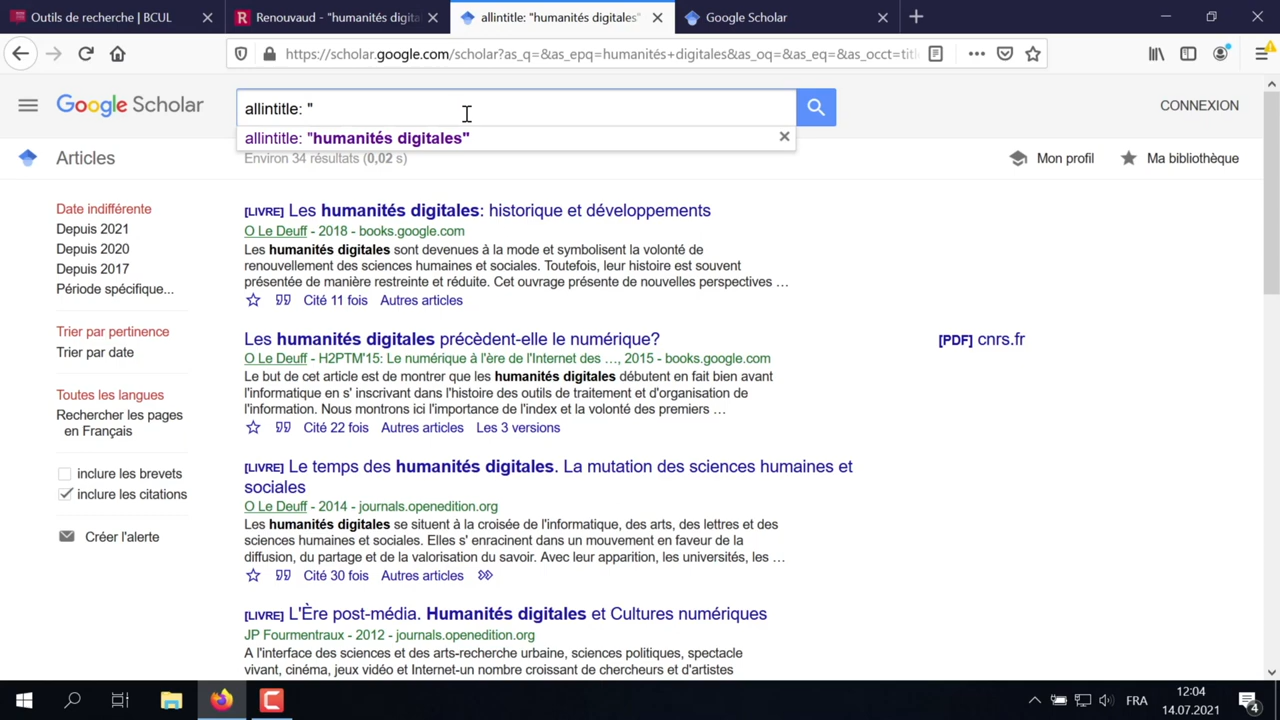 Outils de recherche | BCUL
Renouvaud - "humanités digita
allintitle: "humanités digitales"
Google Scholar
https://scholar.google.com/scholar?as_q=&as_epq=humanités+digitales&as_oq=&as_eq=&as_occt=titl
Google Scholar
allintitle: "
CONNEXION
allintitle: "humanités digitales"
Articles
Environ 34 résultats (0,02 s)
Mon profil
Ma bibliothèque
Date indifférente
Depuis 2021
Depuis 2020
Depuis 2017
Période spécifique...
Trier par pertinence
Trier par date
Toutes les langues
Rechercher les pages
en Français
inclure les brevets
inclure les citations
Créer l'alerte
[LIVRE] Les humanités digitales: historique et développements
O Le Deuff - 2018 - books.google.com
Les humanités digitales sont devenues à la mode et symbolisent la volonté de
renouvellement des sciences humaines et sociales. Toutefois, leur histoire est souvent
présentée de manière restreinte et réduite. Cet ouvrage présente de nouvelles perspectives …
Cité 11 fois Autres articles
Les humanités digitales précèdent-elle le numérique?
O Le Deuff - H2PTM'15: Le numérique à l'ère de l'Internet des …, 2015 - books.google.com
Le but de cet article est de montrer que les humanités digitales débutent en fait bien avant
l'informatique en s' inscrivant dans l'histoire des outils de traitement et d'organisation de
l'information. Nous montrons ici l'importance de l'index et la volonté des premiers …
Cité 22 fois Autres articles Les 3 versions
[PDF] cnrs.fr
[LIVRE] Le temps des humanités digitales. La mutation des sciences humaines et
sociales
O Le Deuff - 2014 - journals.openedition.org
Les humanités digitales se situent à la croisée de l'informatique, des arts, des lettres et des
sciences humaines et sociales. Elles s' enracinent dans un mouvement en faveur de la
diffusion, du partage et de la valorisation du savoir. Avec leur apparition, les universités, les …
Cité 30 fois Autres articles
[LIVRE] L'Ère post-média. Humanités digitales et Cultures numériques
JP Fourmentraux - 2012 - journals.openedition.org
A l'interface des sciences et des arts-recherche urbaine, sciences politiques, spectacle
vivant, cinéma, jeux vidéo et Internet-un nombre croissant de chercheurs et d'artistes
FRA
12:04
14.07.2021
4